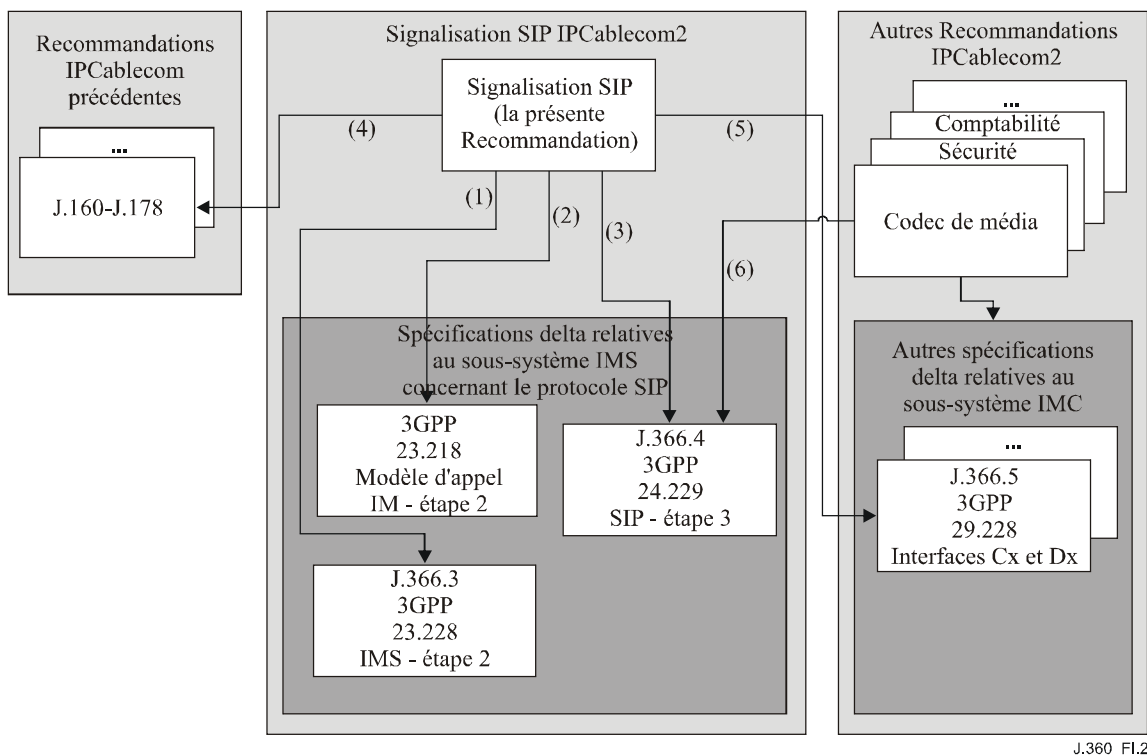 Recommandations
IPCablecom
précédentes
...
J.160-J.178
Signalisation SIP IPCablecom2
Signalisation SIP
(la présente
Recommandation)
(4)
(5)
(1)
(2)
(3)
(6)
Spécifications delta relatives
au sous-système IMS
concernant le protocole SIP
3GPP
23.218
Modèle d'appel
IM - étape 2
J.366.4
3GPP
24.229
SIP - étape 3
J.366.3
3GPP
23.228
IMS - étape 2
Autres Recommandations
IPCablecom2
...
Comptabilité
Sécurité
Codec de média
Autres spécifications
delta relatives au
sous-système IMC
...
J.366.5
3GPP
29.228
Interfaces Cx et Dx
J.360_FI.2